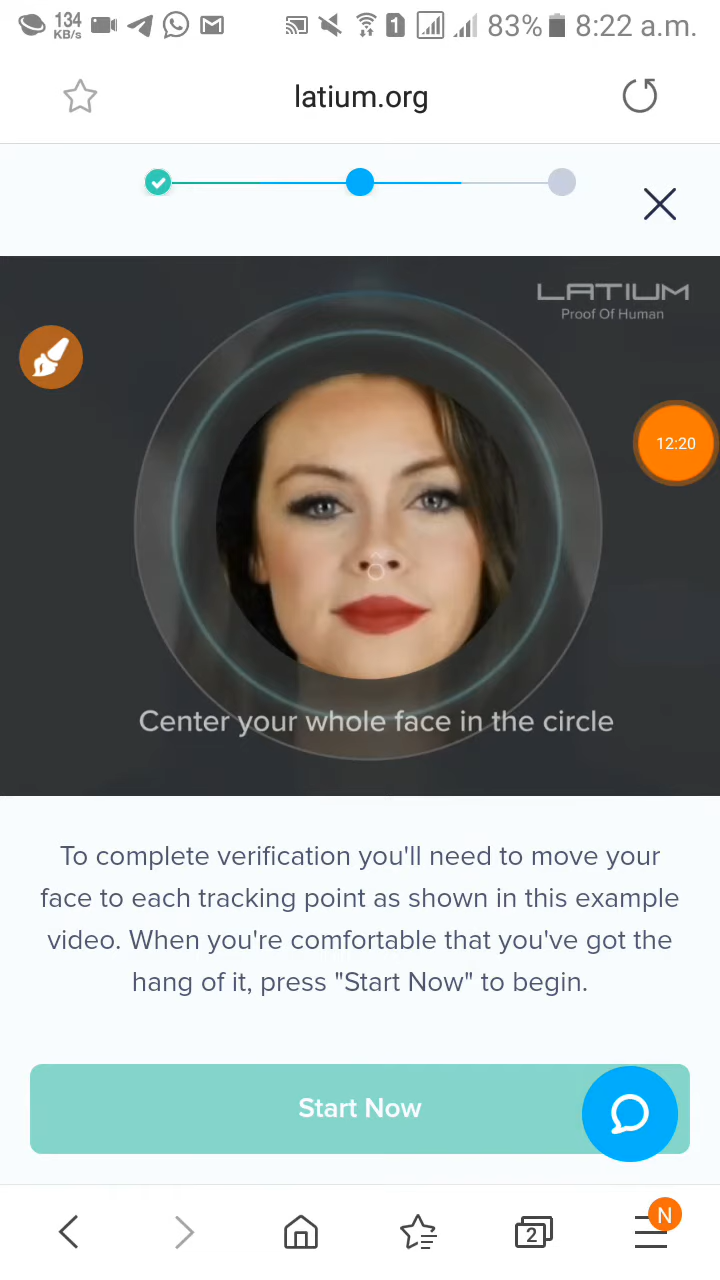 134
KB/s
1
83%
8:22 a.m.
latium.org
LATIUM
Proof Of Human
12:20
Center your whole face in the circle
To complete verification you'll need to move your
face to each tracking point as shown in this example
video. When you're comfortable that you've got the
hang of it, press "Start Now" to begin.
Start Now
2
N